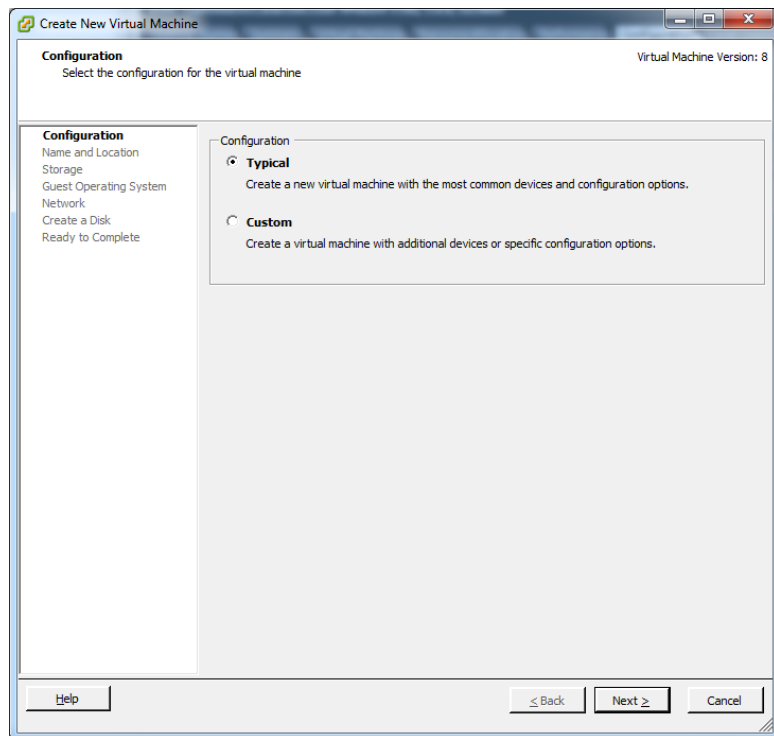 Create New Virtual Machine
Configuration
Virtual Machine Version: 8
Select the configuration for the virtual machine
Configuration
Name and Location
Storage
Guest Operating System
Network
Create a Disk
Ready to Complete
Configuration
Typical
Create a new virtual machine with the most common devices and configuration options.
Custom
Create a virtual machine with additional devices or specific configuration options.
Help
< Back
Next >
Cancel